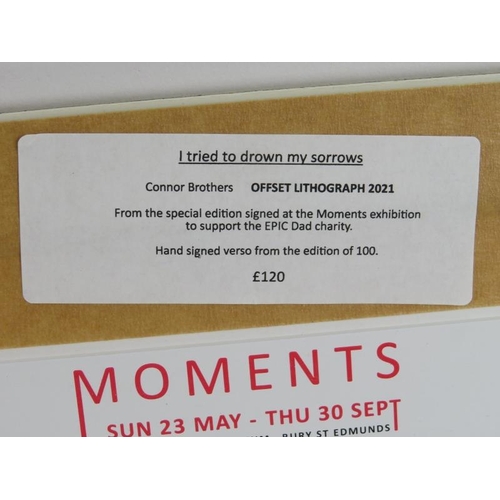 I tried to drown my sorrows
Connor Brothers OFFSET LITHOGRAPH 2021
From the special edition signed at the Moments exhibition
to support the EPIC Dad charity.
Hand signed verso from the edition of 100.
£120
MOMENTS
SUN 23 MAY - THU 30 SEPT
BURY ST EDMUNDS